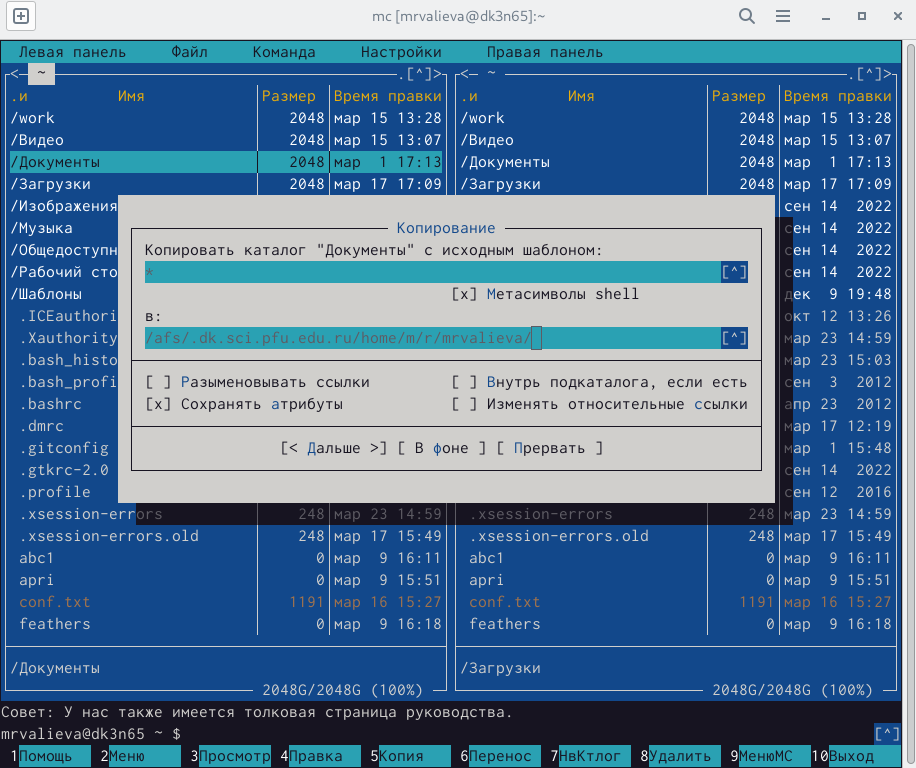 mc [mrvalieva@dk3n65]:~
Левая панель Файл Команда Настройки Правая панель
<─ ~ .[^]> <─ ~ .[^]>
.и Имя Размер Время правки .и Имя Размер Время правки
/work 2048 мар 15 13:28 /work 2048 мар 15 13:28
/Видео 2048 мар 15 13:07 /Видео 2048 мар 15 13:07
/Документы 2048 мар 1 17:13 /Документы 2048 мар 1 17:13
/Загрузки 2048 мар 17 17:09 /Загрузки 2048 мар 17 17:09
/Изображения сен 14 2022
/Музыка Копирование сен 14 2022
/Общедоступн Копировать каталог "Документы" с исходным шаблоном: сен 14 2022
/Рабочий сто * [^] сен 14 2022
/Шаблоны [x] Метасимволы shell дек 9 19:48
.ICEauthori в: окт 12 13:26
.Xauthority /afs/.dk.sci.pfu.edu.ru/home/m/r/mrvalieva/ [^] мар 23 14:59
.bash_histo мар 23 15:03
.bash_profi [ ] Разыменовывать ссылки [ ] Внутрь подкаталога, если есть сен 3 2012
.bashrc [x] Сохранять атрибуты [ ] Изменять относительные ссылки апр 23 2012
.dmrc мар 17 12:19
.gitconfig [< Дальше >] [ В фоне ] [ Прервать ] мар 1 15:48
.gtkrc-2.0 сен 14 2022
.profile сен 12 2016
.xsession-errors 248 мар 23 14:59 .xsession-errors 248 мар 23 14:59
.xsession-errors.old 248 мар 17 15:49 .xsession-errors.old 248 мар 17 15:49
abc1 0 мар 9 16:11 abc1 0 мар 9 16:11
apri 0 мар 9 15:51 apri 0 мар 9 15:51
conf.txt 1191 мар 16 15:27 conf.txt 1191 мар 16 15:27
feathers 0 мар 9 16:18 feathers 0 мар 9 16:18
/Документы /Загрузки
2048G/2048G (100%) 2048G/2048G (100%)
Совет: У нас также имеется толковая страница руководства.
mrvalieva@dk3n65 ~ $ [^]
1Помощь 2Меню 3Просмотр 4Правка 5Копия 6Перенос 7НвКтлог 8Удалить 9МенюMC 10Выход